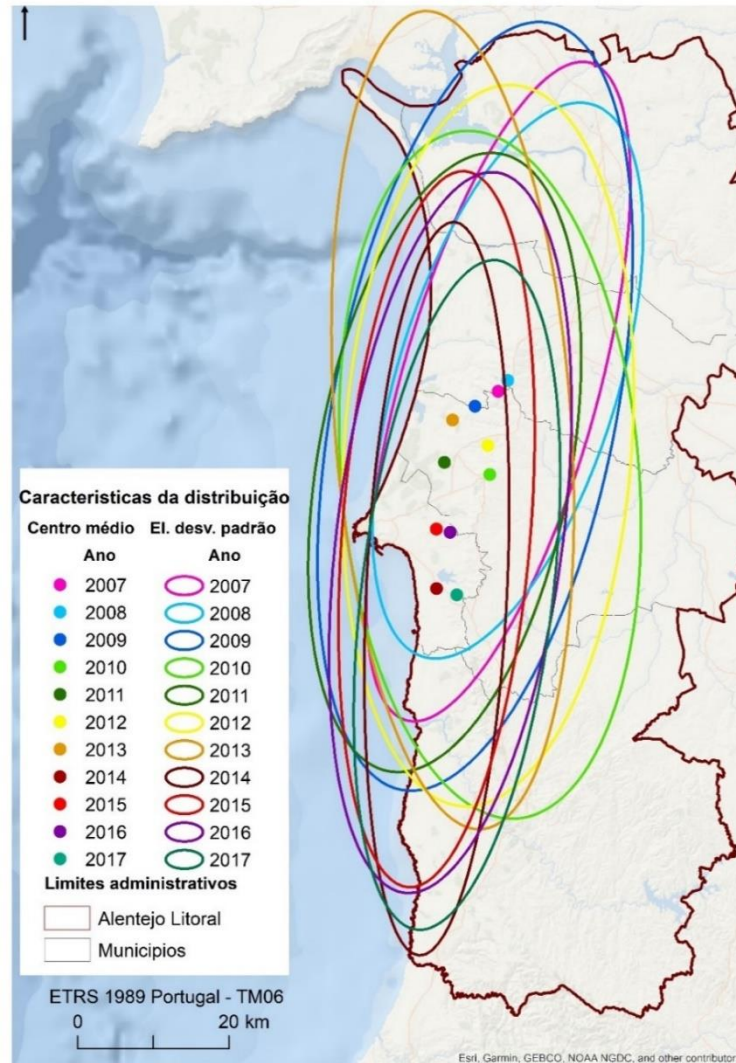 Caracteristicas da distribuição
Centro médio El. desv. padrão
Ano Ano
2007 2007
2008 2008
2009 2009
2010 2010
2011 2011
2012 2012
2013 2013
2014 2014
2015 2015
2016 2016
2017 2017
Limites administrativos
Alentejo Litoral
Municipios
ETRS 1989 Portugal - TM06
0 20 km
Esri, Garmin, GEBCO, NOAA NGDC, and other contributor